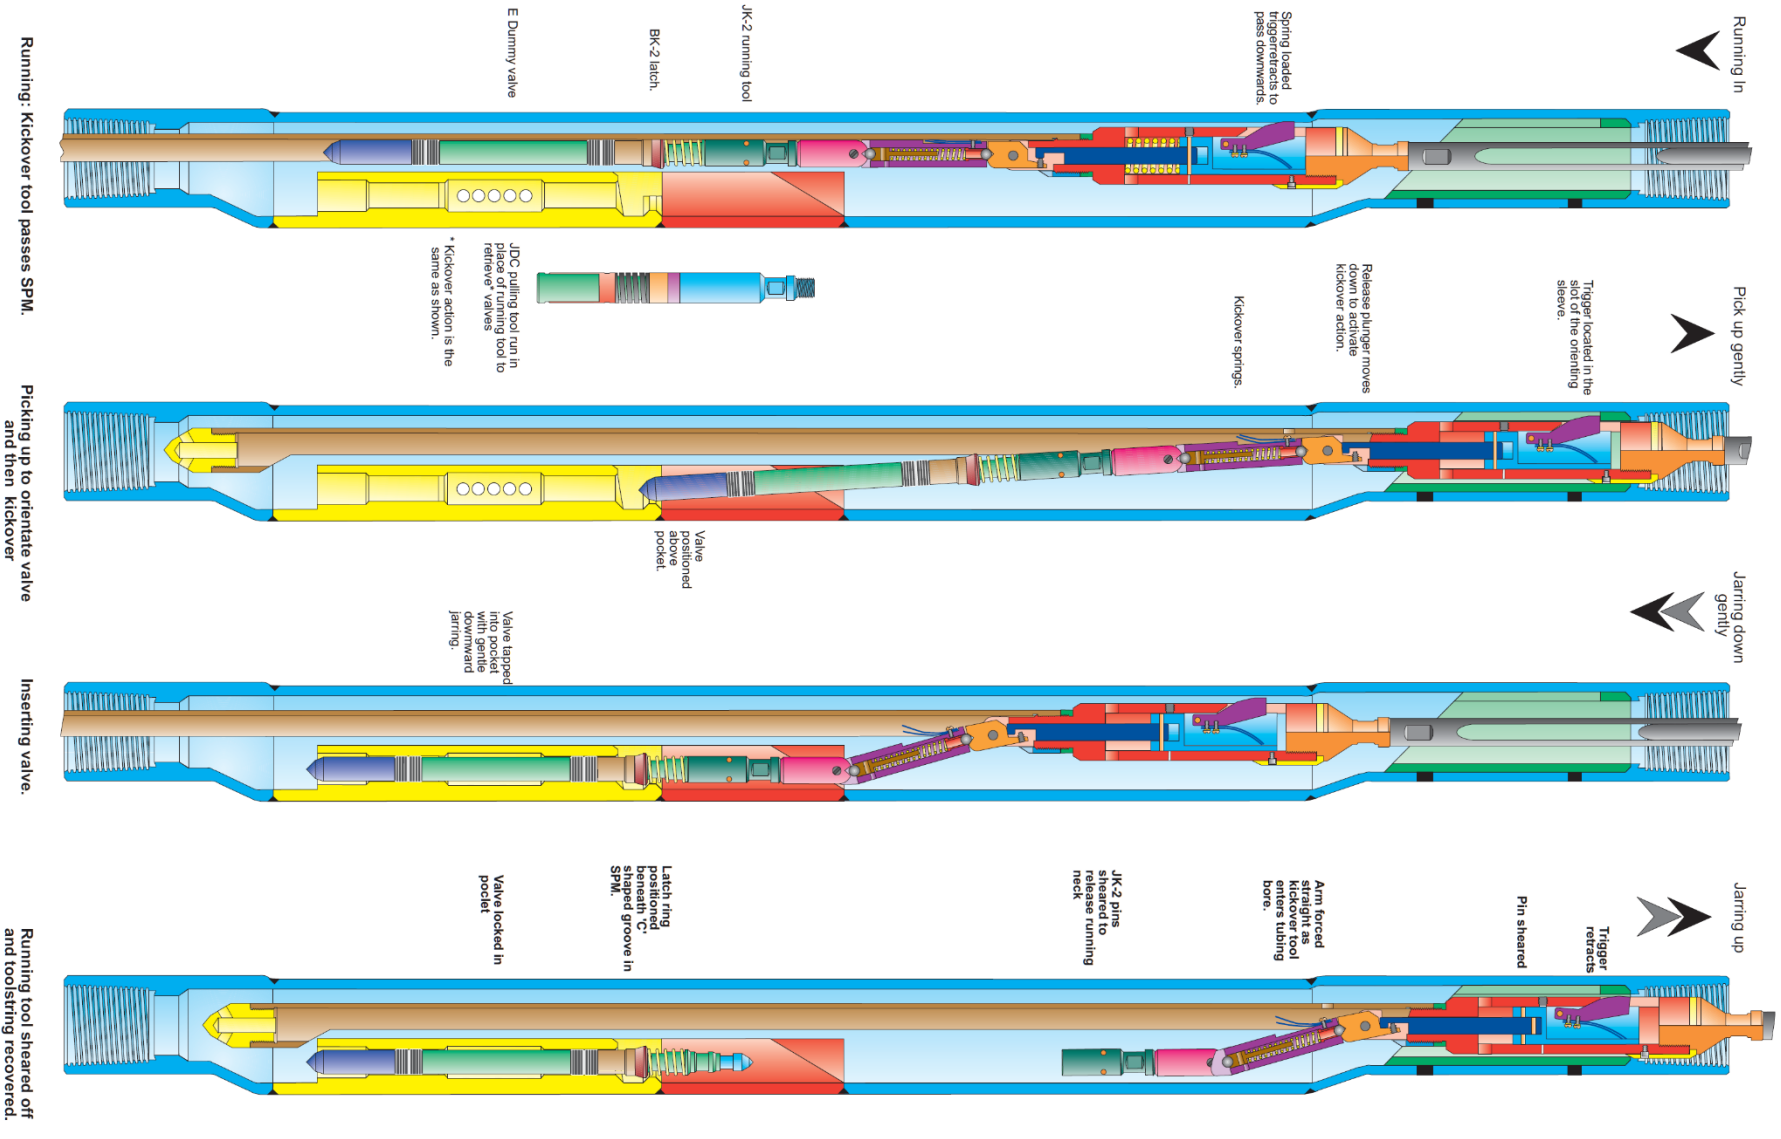 Running In
Spring loaded
triggerretracts to
pass downwards.
JK-2 running tool
BK-2 latch.
E Dummy valve
Running: Kickover tool passes SPM.
JDC pulling tool run in
place of running tool to
retrieve* valves
* Kickover action is the
same as shown.
Pick up gently
Trigger located in the
slot of the orienting
sleeve.
Release plunger moves
down to activate
kickover action.
Kickover springs.
Valve
positioned
above
pocket.
Picking up to orientate valve
and then kickover
Jarring down
gently
Valve tapped
into pocket
with gentle
downward
jarring.
Inserting valve.
Jarring up
Trigger
retracts
Pin sheared
Arm forced
straight as
kickover tool
enters tubing
bore.
JK-2 pins
sheared to
release running
neck
Latch ring
positioned
beneath 'C'
shaped groove in
SPM.
Valve locked in
poclet
Running tool sheared off
and toolstring recovered.